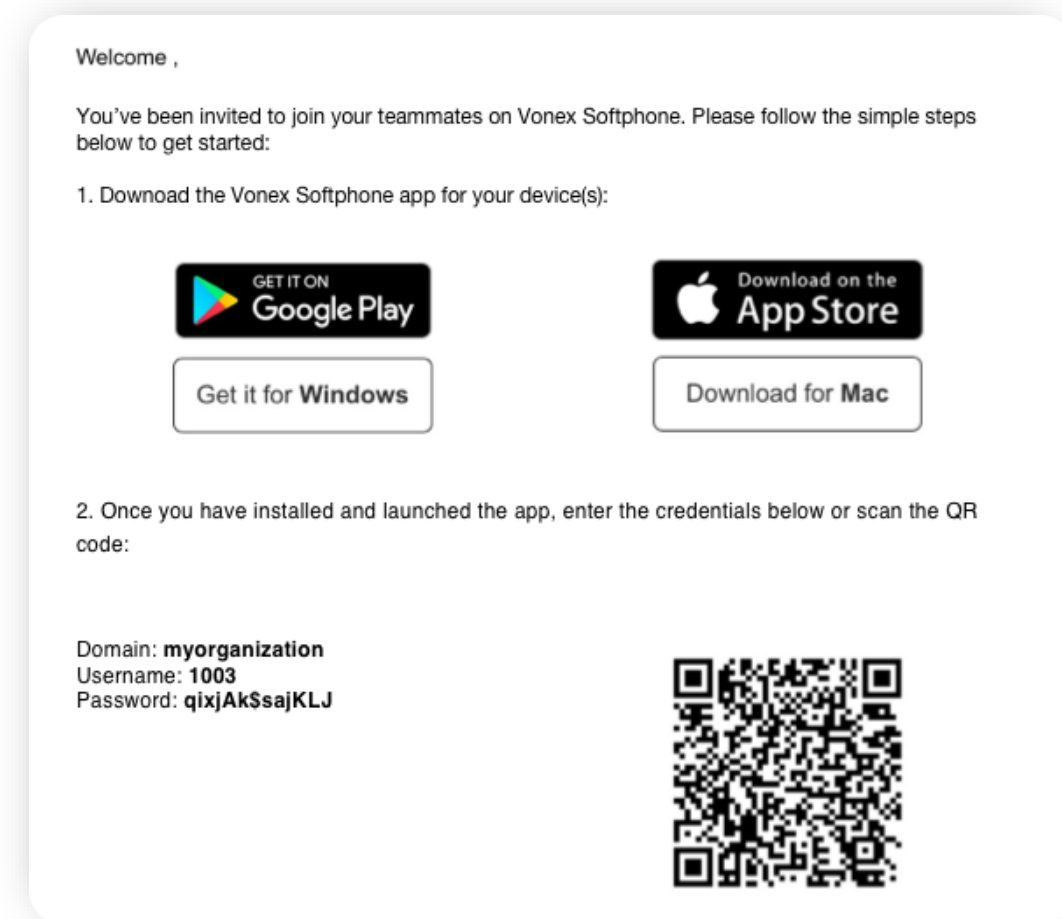 Welcome ,
You've been invited to join your teammates on Vonex Softphone. Please follow the simple steps
below to get started:
1. Downoad the Vonex Softphone app for your device(s):
GET IT ON
Google Play
Download on the
App Store
Get it for Windows
Download for Mac
2. Once you have installed and launched the app, enter the credentials below or scan the QR
code:
Domain: myorganization
Username: 1003
Password: qixjAk$sajKLJ